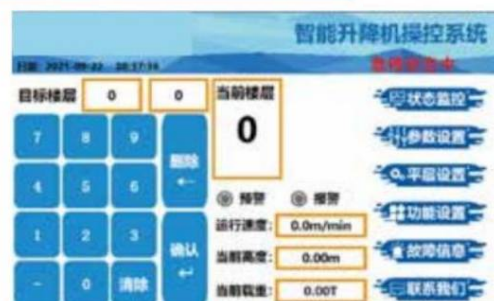 智能升降机操控系统
日期 2021-09-22
目标楼层 0 0 当前楼层
0
状态监控
参数设置
平层设置
功能设置
故障信息
联系我们
7 8 9 删除
4 5 6 ←
1 2 3 确认
- 0 清除 ↵
预警 报警
运行速度: 0.0m/min
当前高度: 0.00m
当前载重: 0.00T